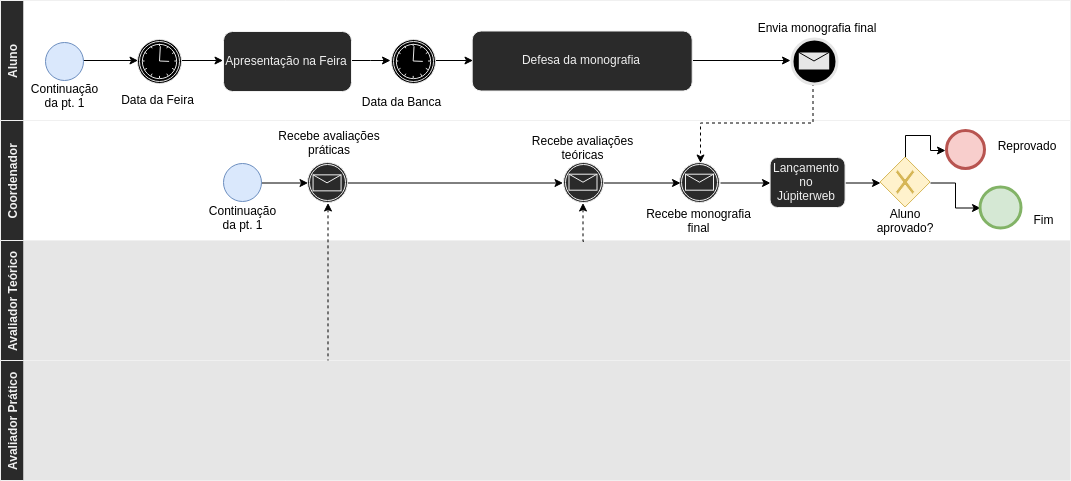 Aluno
Envia monografia final
Apresentação na Feira
Defesa da monografia
Continuação
da pt. 1
Data da Feira
Data da Banca
Coordenador
Recebe avaliações
práticas
Recebe avaliações
teóricas
Reprovado
Lançamento
no
Júpiterweb
Continuação
da pt. 1
Recebe monografia
final
Aluno
aprovado?
Fim
Avaliador Teórico
Avaliador Prático